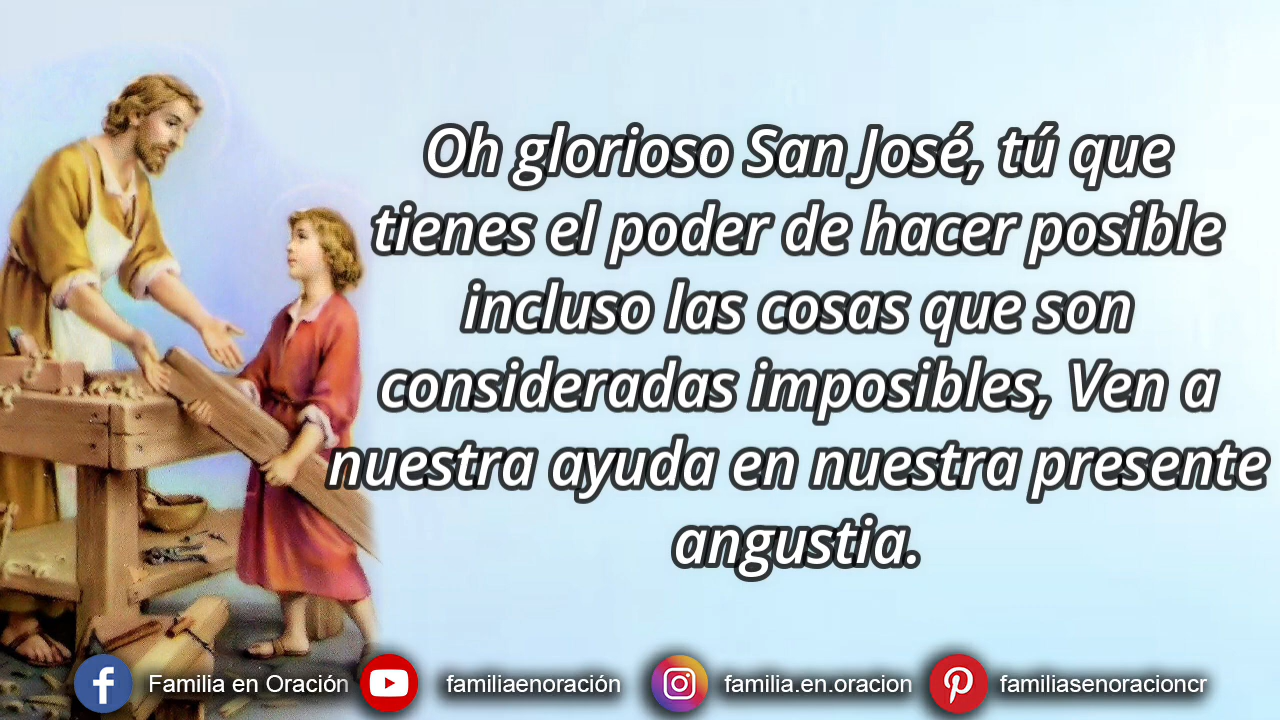 Oh glorioso San José, tú que
tienes el poder de hacer posible
incluso las cosas que son
consideradas imposibles, Ven a
nuestra ayuda en nuestra presente
angustia.
Familia en Oración
familiaenoración
familia.en.oracion
familiasenoracioncr